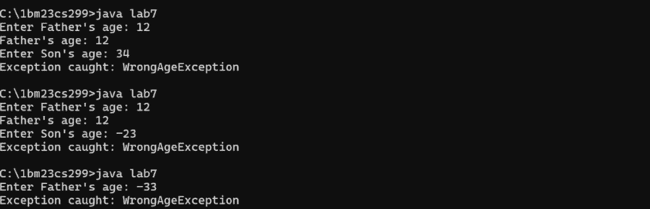 C:\1bm23cs299>java lab7
Enter Father's age: 12
Father's age: 12
Enter Son's age: 34
Exception caught: WrongAgeException
C:\1bm23cs299>java lab7
Enter Father's age: 12
Father's age: 12
Enter Son's age: -23
Exception caught: WrongAgeException
C:\1bm23cs299>java lab7
Enter Father's age: -33
Exception caught: WrongAgeException